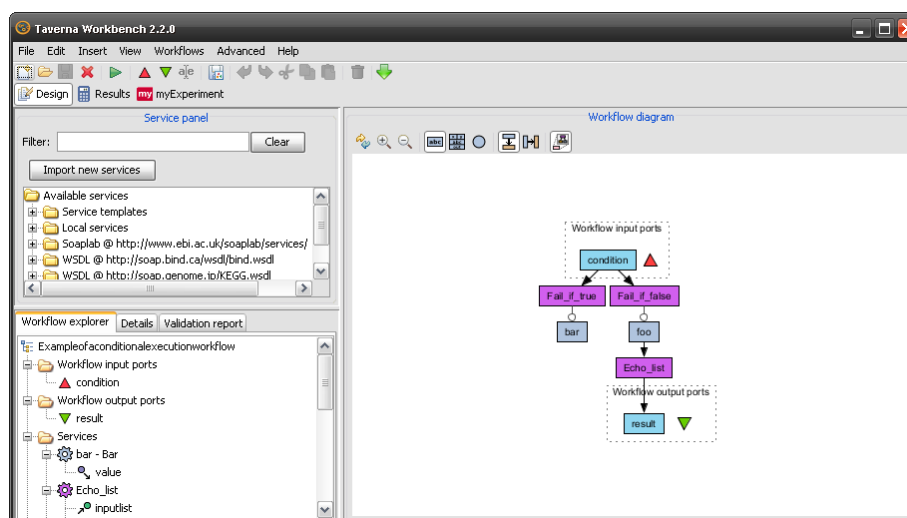 Taverna Workbench 2.2.0
File Edit Insert View Workflows Advanced Help
a|e
Design Results my myExperiment
Service panel
Filter: Clear
Import new services
Available services
Service templates
Local services
Soaplab @ http://www.ebi.ac.uk/soaplab/services/
WSDL @ http://soap.bind.ca/wsdl/bind.wsdl
WSDL @ http://soap.genome.jp/KEGG.wsdl
Workflow explorer Details Validation report
Exampleofaconditionalexecutionworkflow
Workflow input ports
condition
Workflow output ports
result
Services
bar - Bar
value
Echo_list
inputlist
Workflow diagram
abc
Workflow input ports
condition
Fail_if_true Fail_if_false
bar foo
Echo_list
Workflow output ports
result